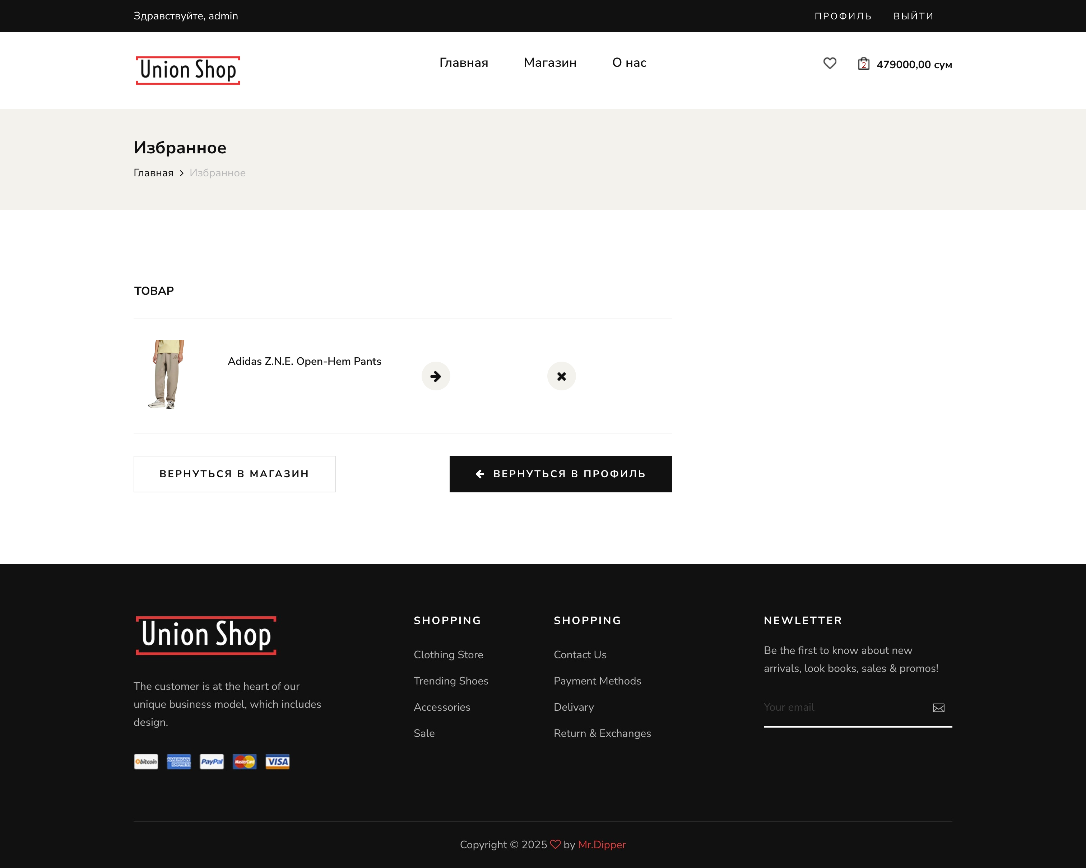 Здравствуйте, admin
ПРОФИЛЬ ВЫЙТИ
Union Shop
Главная Магазин О нас
2 479000,00 сум
Избранное
Главная Избранное
ТОВАР
Adidas Z.N.E. Open-Hem Pants
ВЕРНУТЬСЯ В МАГАЗИН
ВЕРНУТЬСЯ В ПРОФИЛЬ
Union Shop
The customer is at the heart of our
unique business model, which includes
design.
bitcoin AMERICAN EXPRESS PayPal MasterCard VISA
SHOPPING
Clothing Store
Trending Shoes
Accessories
Sale
SHOPPING
Contact Us
Payment Methods
Delivary
Return & Exchanges
NEWLETTER
Be the first to know about new
arrivals, look books, sales & promos!
Your email
Copyright © 2025 by Mr.Dipper